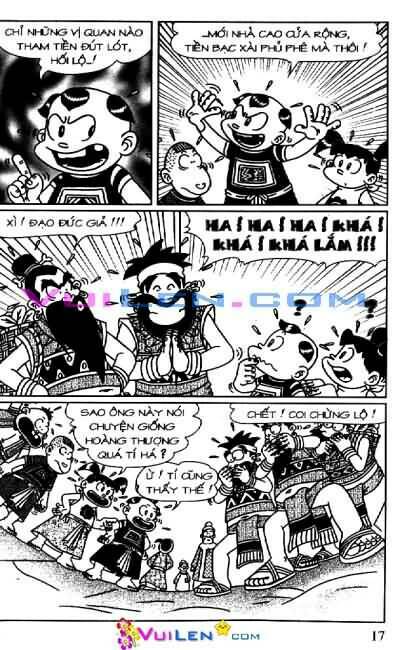 CHỈ NHỮNG VỊ QUAN NÀO
THAM TIỀN ĐÚT LÓT,
HỐI LỘ...!
...MỚI NHÀ CAO CỬA RỘNG,
TIỀN BẠC XÀI PHỦ PHÊ MÀ THÔI!
XÌ! ĐẠO ĐỨC GIẢ!!!
HA! HA! HA! KHÁ!
KHÁ! KHÁ LẮM!!!
? ?
VUILEN.COM
SAO ÔNG NÀY NÓI
CHUYỆN GIỐNG
HOÀNG THƯỢNG
QUÁ TÍ HÁ?
Ừ! TÍ CŨNG
THẤY THẾ!
CHẾT! COI CHỪNG LỘ!
17
VUILEN.COM